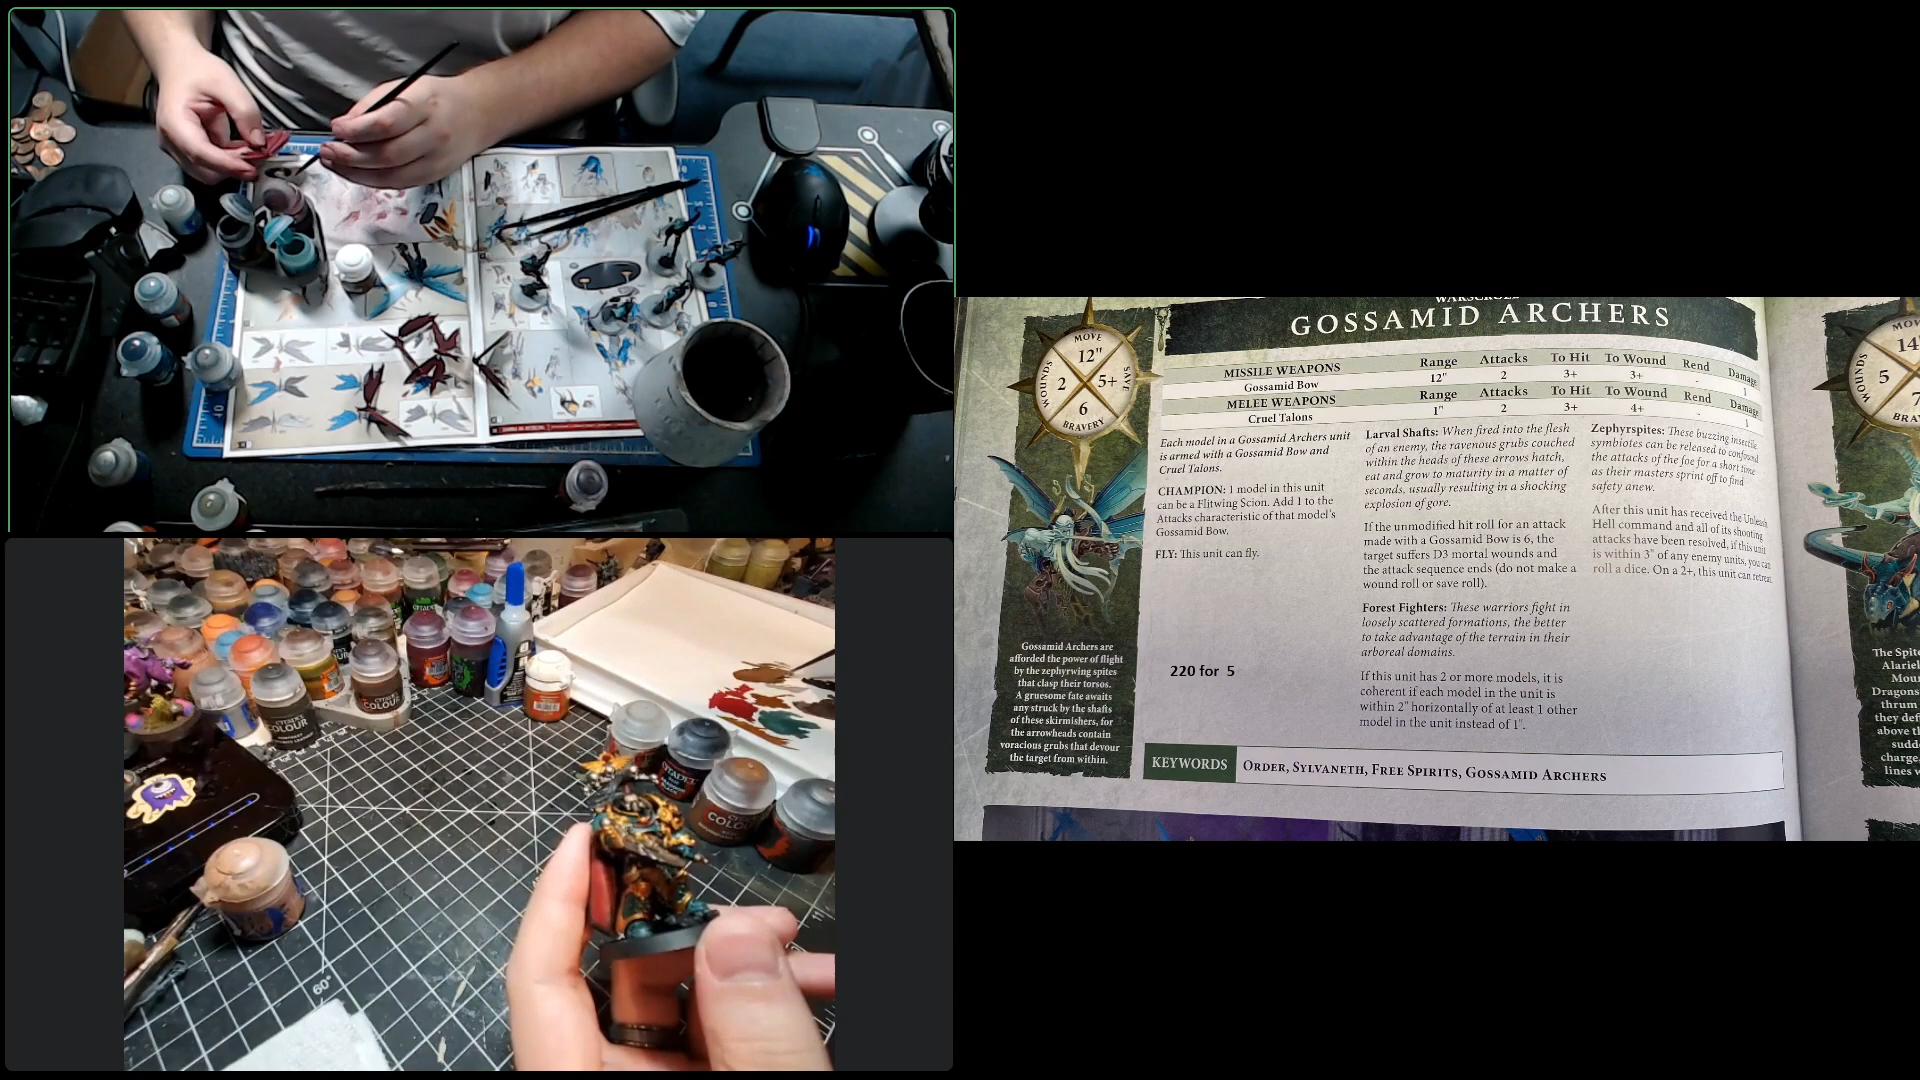 WARSCROLL
GOSSAMID ARCHERS
MOVE
12"
WOUNDS
2
5+
SAVE
6
BRAVERY
MISSILE WEAPONS Range Attacks To Hit To Wound Rend Damage
Gossamid Bow 12" 2 3+ 3+ - 1
MELEE WEAPONS Range Attacks To Hit To Wound Rend Damage
Cruel Talons 1" 2 3+ 4+ - 1
Each model in a Gossamid Archers unit
is armed with a Gossamid Bow and
Cruel Talons.
CHAMPION: 1 model in this unit
can be a Flitwing Scion. Add 1 to the
Attacks characteristic of that model's
Gossamid Bow.
FLY: This unit can fly.
220 for 5
Larval Shafts: When fired into the flesh
of an enemy, the ravenous grubs couched
within the heads of these arrows hatch,
eat and grow to maturity in a matter of
seconds, usually resulting in a shocking
explosion of gore.
If the unmodified hit roll for an attack
made with a Gossamid Bow is 6, the
target suffers D3 mortal wounds and
the attack sequence ends (do not make a
wound roll or save roll).
Forest Fighters: These warriors fight in
loosely scattered formations, the better
to take advantage of the terrain in their
arboreal domains.
If this unit has 2 or more models, it is
coherent if each model in the unit is
within 2" horizontally of at least 1 other
model in the unit instead of 1".
Zephyrspites: These buzzing insectile
symbiotes can be released to confound
the attacks of the foe for a short time
as their masters sprint off to find
safety anew.
After this unit has received the Unleash
Hell command and all of its shooting
attacks have been resolved, if this unit
is within 3" of any enemy units, you can
roll a dice. On a 2+, this unit can retreat.
Gossamid Archers are
afforded the power of flight
by the zephyrwing spites
that clasp their torsos.
A gruesome fate awaits
any struck by the shafts
of these skirmishers, for
the arrowheads contain
voracious grubs that devour
the target from within.
KEYWORDS ORDER, SYLVANETH, FREE SPIRITS, GOSSAMID ARCHERS
14"
WOUNDS
5
7
The Spite
Alariel
Moun
Dragons
thrum
they def
above th
sudd
charge,
lines w
CITADEL
COLOUR
60°